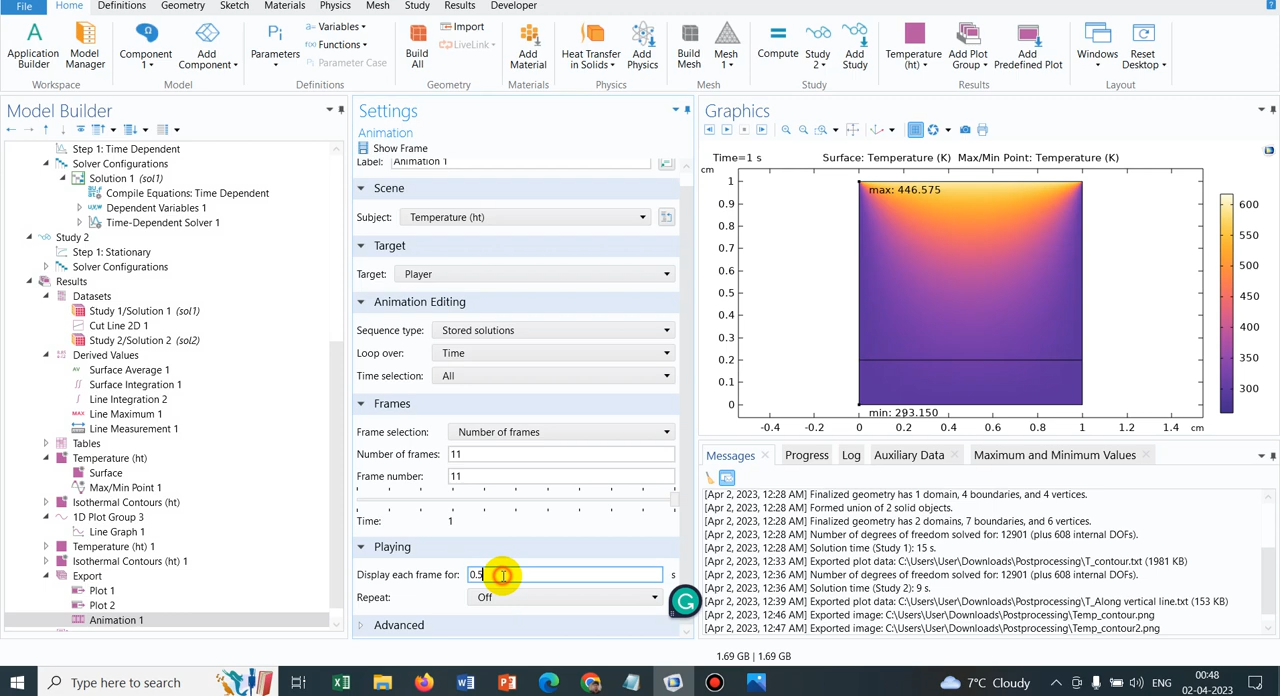 File Home Definitions Geometry Sketch Materials Physics Mesh Study Results Developer
Application Builder
Model Manager
Component 1
Add Component
Parameters
Variables
Functions
Parameter Case
Build All
Import
LiveLink
Add Material
Heat Transfer in Solids
Add Physics
Build Mesh
Mesh 1
Compute
Study 2
Add Study
Temperature (ht)
Add Plot Group
Add Predefined Plot
Windows
Reset Desktop
Workspace Model Definitions Geometry Materials Physics Mesh Study Results Layout
Model Builder
Step 1: Time Dependent
Solver Configurations
Solution 1 (sol1)
Compile Equations: Time Dependent
Dependent Variables 1
Time-Dependent Solver 1
Study 2
Step 1: Stationary
Solver Configurations
Results
Datasets
Study 1/Solution 1 (sol1)
Cut Line 2D 1
Study 2/Solution 2 (sol2)
Derived Values
Surface Average 1
Surface Integration 1
Line Integration 2
Line Maximum 1
Line Measurement 1
Tables
Temperature (ht)
Surface
Max/Min Point 1
Isothermal Contours (ht)
1D Plot Group 3
Line Graph 1
Temperature (ht) 1
Isothermal Contours (ht) 1
Export
Plot 1
Plot 2
Animation 1
Settings
Animation
Show Frame
Label: Animation 1
Scene
Subject: Temperature (ht)
Target
Target: Player
Animation Editing
Sequence type: Stored solutions
Loop over: Time
Time selection: All
Frames
Frame selection: Number of frames
Number of frames: 11
Frame number: 11
Time: 1
Playing
Display each frame for: 0.5 s
Repeat: Off
Advanced
Graphics
Time=1 s Surface: Temperature (K) Max/Min Point: Temperature (K)
cm
1
0.9
0.8
0.7
0.6
0.5
0.4
0.3
0.2
0.1
0
max: 446.575
min: 293.150
-0.4 -0.2 0 0.2 0.4 0.6 0.8 1 1.2 1.4 cm
600
550
500
450
400
350
300
Messages Progress Log Auxiliary Data Maximum and Minimum Values
[Apr 2, 2023, 12:28 AM] Finalized geometry has 1 domain, 4 boundaries, and 4 vertices.
[Apr 2, 2023, 12:28 AM] Formed union of 2 solid objects.
[Apr 2, 2023, 12:28 AM] Finalized geometry has 2 domains, 7 boundaries, and 6 vertices.
[Apr 2, 2023, 12:28 AM] Number of degrees of freedom solved for: 12901 (plus 608 internal DOFs).
[Apr 2, 2023, 12:28 AM] Solution time (Study 1): 15 s.
[Apr 2, 2023, 12:33 AM] Exported plot data: C:\Users\User\Downloads\Postprocessing\T_contour.txt (1981 KB)
[Apr 2, 2023, 12:36 AM] Number of degrees of freedom solved for: 12901 (plus 608 internal DOFs).
[Apr 2, 2023, 12:36 AM] Solution time (Study 2): 9 s.
[Apr 2, 2023, 12:39 AM] Exported plot data: C:\Users\User\Downloads\Postprocessing\T_Along vertical line.txt (153 KB)
[Apr 2, 2023, 12:46 AM] Exported image: C:\Users\User\Downloads\Postprocessing\Temp_contour.png
[Apr 2, 2023, 12:47 AM] Exported image: C:\Users\User\Downloads\Postprocessing\Temp_contour2.png
1.69 GB | 1.69 GB
Type here to search
7°C Cloudy
ENG
00:48
02-04-2023